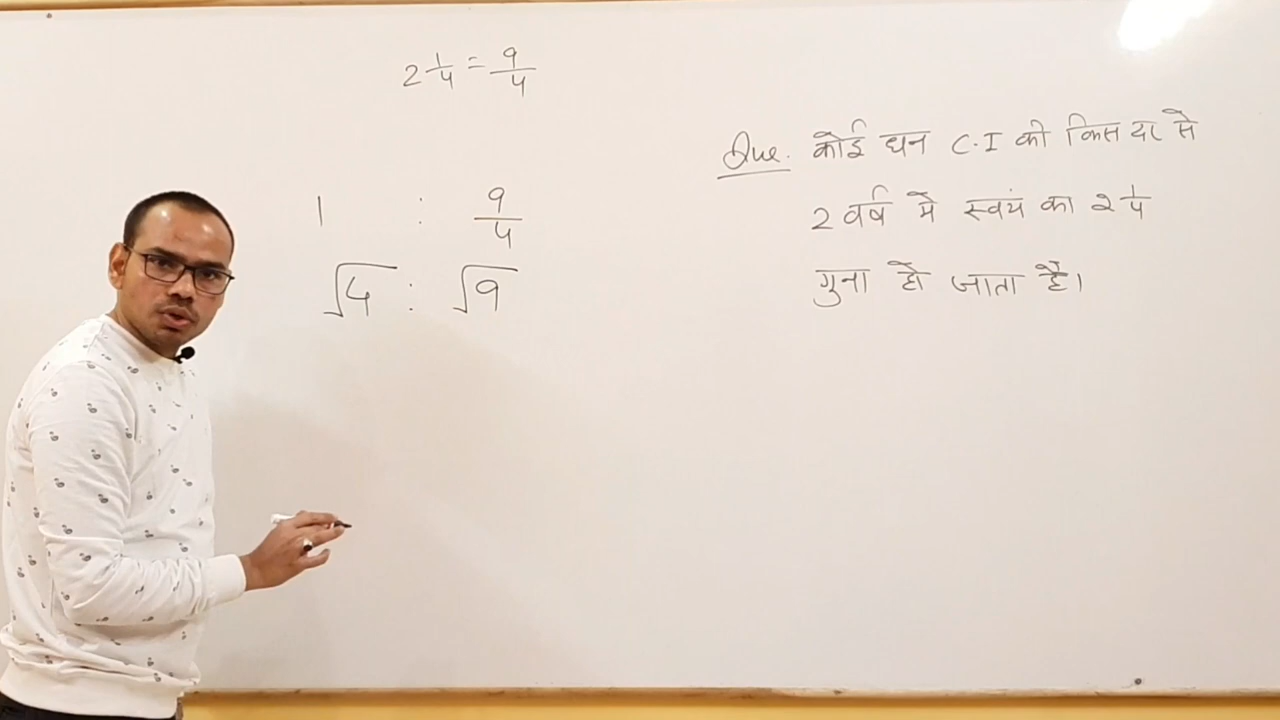 2 1/4 = 9/4
1 : 9/4
√4 : √9
Que. कोई धन C.I की किस दर से
2 वर्ष मे स्वयं का 2 1/4
गुना हो जाता है।